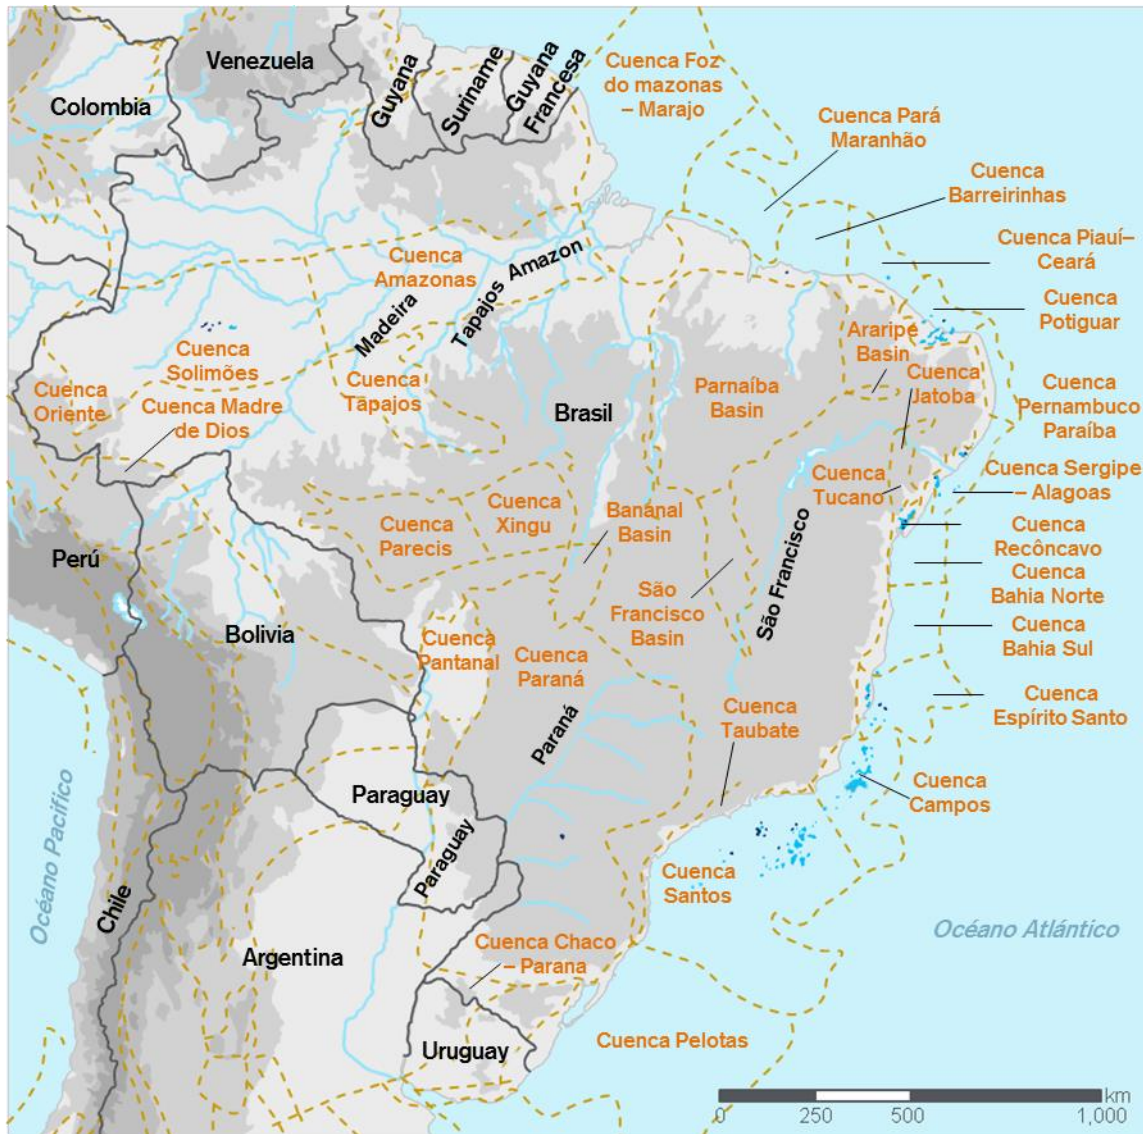 Venezuela
Colombia
Guyana
Suriname
Guyana
Francesa
Cuenca Foz
do mazonas
– Marajo
Cuenca Pará
Maranhão
Cuenca
Barreirinhas
Cuenca Piauí–
Ceará
Cuenca
Potiguar
Cuenca
Amazonas
Tapajos
Amazon
Madeira
Araripe
Basin
Cuenca
Jatoba
Cuenca
Solimões
Cuenca
Oriente
Cuenca Madre
de Dios
Cuenca
Tapajos
Brasil
Parnaíba
Basin
Cuenca
Pernambuco
Paraíba
Cuenca
Tucano
Cuenca Sergipe
– Alagoas
Cuenca
Xingu
Cuenca
Parecis
Bananal
Basin
Cuenca
Recôncavo
Cuenca
Bahia Norte
Perú
São Francisco
São
Francisco
Basin
Bolivia
Cuenca
Pantanal
Cuenca
Paraná
Cuenca
Bahia Sul
Cuenca
Espírito Santo
Paraná
Cuenca
Taubate
Cuenca
Campos
Paraguay
Paraguay
Océano Pacífico
Chile
Cuenca
Santos
Océano Atlántico
Argentina
Cuenca Chaco
– Parana
Uruguay
Cuenca Pelotas
km
0 250 500 1,000